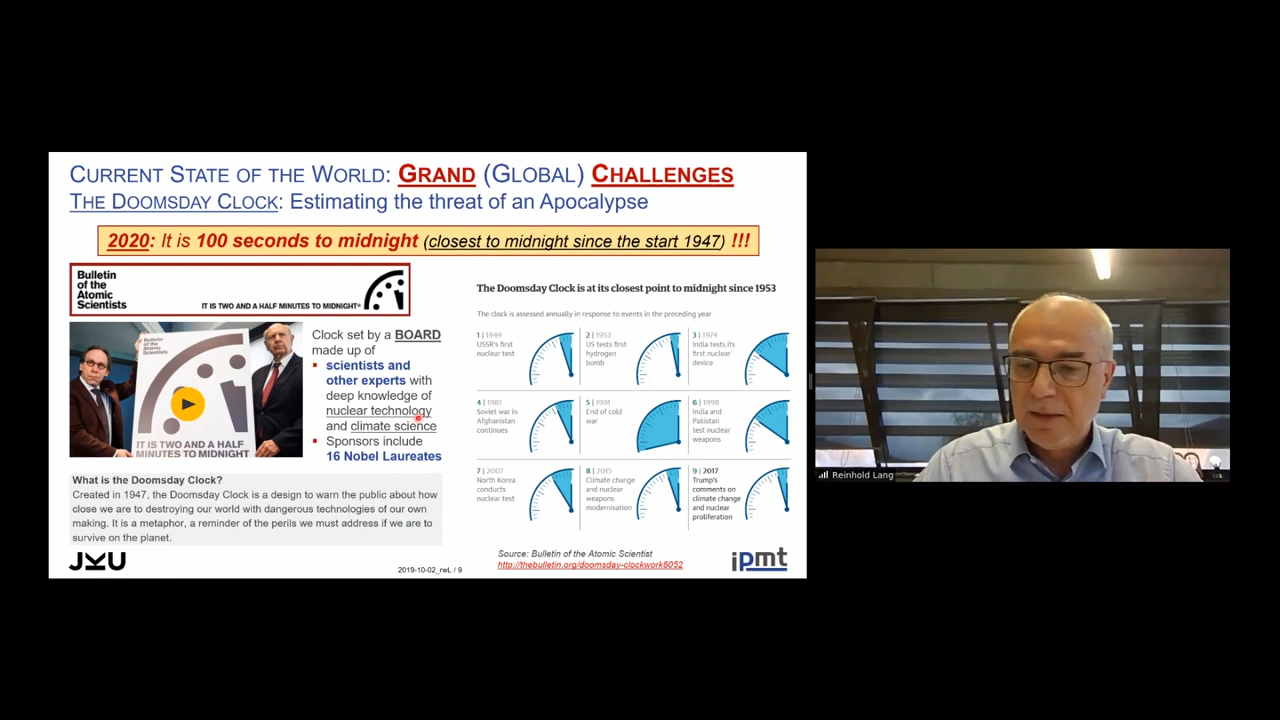 CURRENT STATE OF THE WORLD: GRAND (GLOBAL) CHALLENGES
THE DOOMSDAY CLOCK: Estimating the threat of an Apocalypse
2020: It is 100 seconds to midnight (closest to midnight since the start 1947) !!!
Bulletin
of the
Atomic
Scientists
IT IS TWO AND A HALF MINUTES TO MIDNIGHT®
Bulletin
of the
Atomic
Scientists
IT IS TWO AND A HALF
MINUTES TO MIDNIGHT
Clock set by a BOARD
made up of
▪ scientists and
other experts with
deep knowledge of
nuclear technology
and climate science
▪ Sponsors include
16 Nobel Laureates
What is the Doomsday Clock?
Created in 1947, the Doomsday Clock is a design to warn the public about how
close we are to destroying our world with dangerous technologies of our own
making. It is a metaphor, a reminder of the perils we must address if we are to
survive on the planet.
The Doomsday Clock is at its closest point to midnight since 1953
The clock is assessed annually in response to events in the preceding year
1 | 1949
USSR's first
nuclear test
2 | 1953
US tests first
hydrogen
bomb
3 | 1974
India tests its
first nuclear
device
4 | 1981
Soviet war in
Afghanistan
continues
5 | 1991
End of cold
war
6 | 1998
India and
Pakistan
test nuclear
weapons
7 | 2007
North Korea
conducts
nuclear test
8 | 2015
Climate change
and nuclear
weapons
modernisation
9 | 2017
Trump's
comments on
climate change
and nuclear
proliferation
Source: Bulletin of the Atomic Scientist
http://thebulletin.org/doomsday-clockwork8052
JKU
2019-10-02_rwL / 9
ipmt
Reinhold Lang